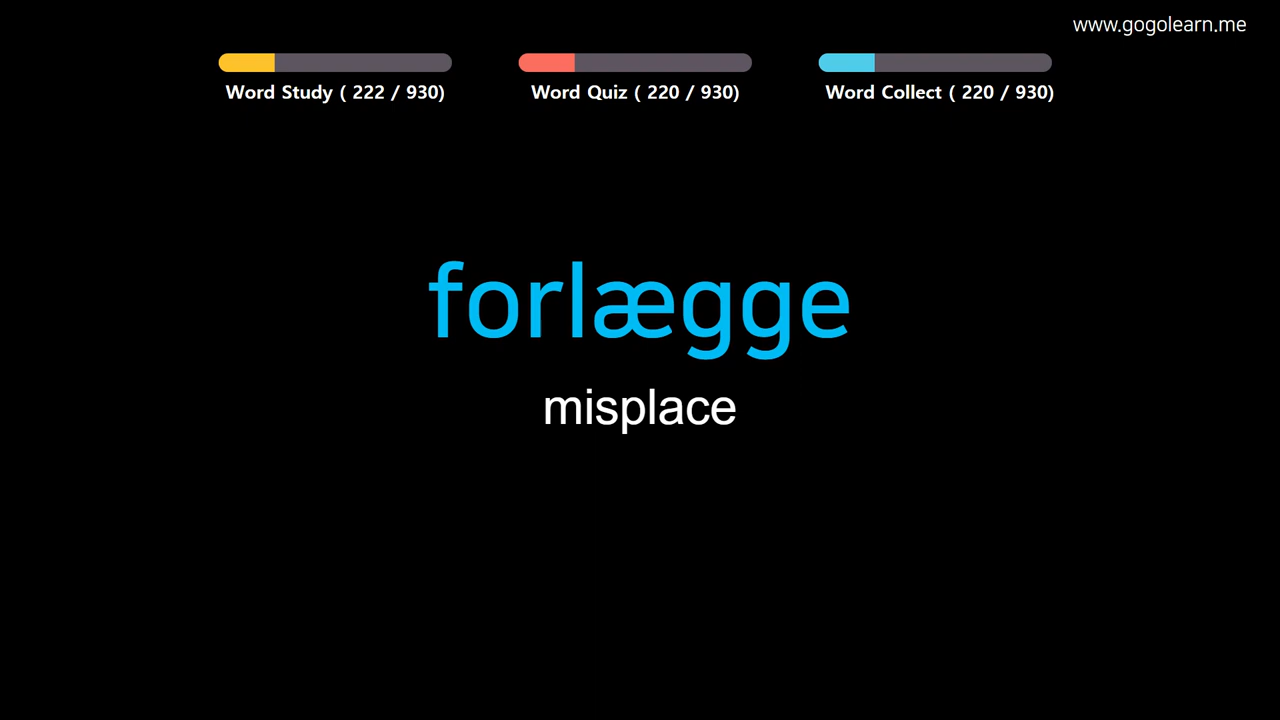 www.gogolearn.me
Word Study ( 222 / 930)
Word Quiz ( 220 / 930)
Word Collect ( 220 / 930)
forlægge
misplace